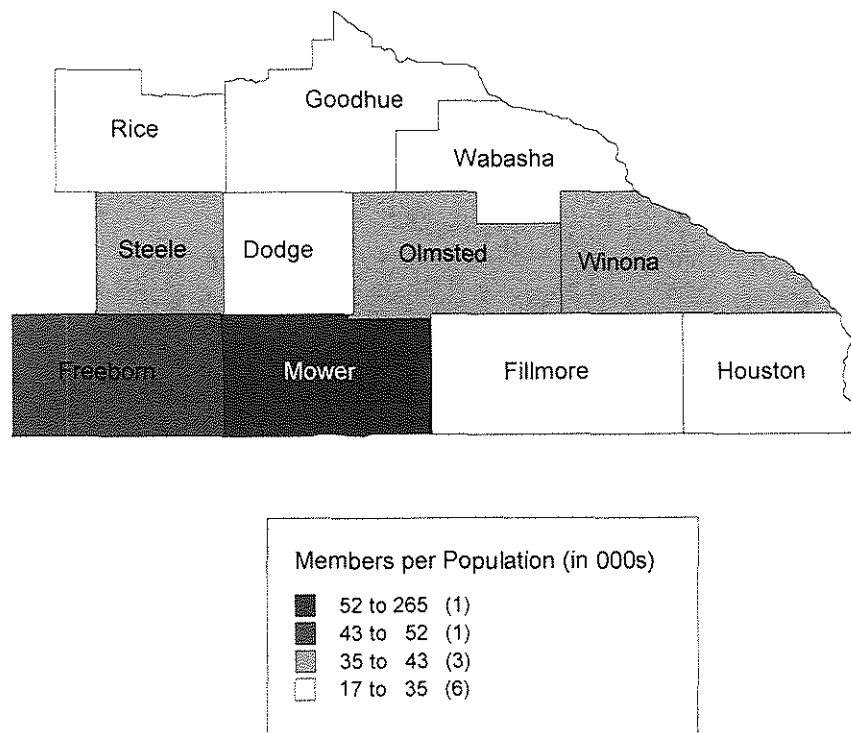 Goodhue
Rice
Wabasha
Steele
Dodge
Olmsted
Winona
Freeborn
Mower
Fillmore
Houston
Members per Population (in 000s)
52 to 265 (1)
43 to 52 (1)
35 to 43 (3)
17 to 35 (6)